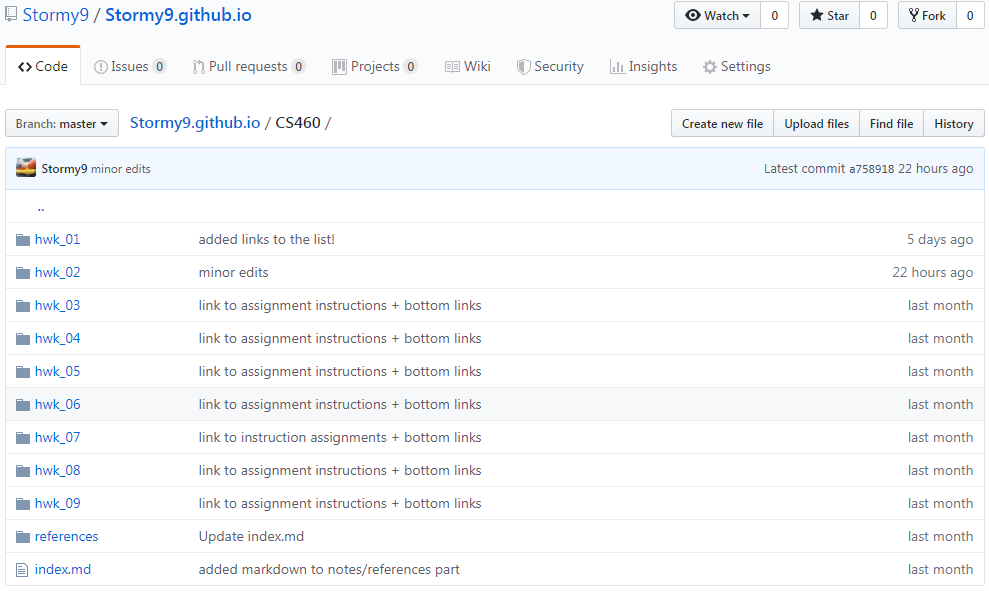 Stormy9 / Stormy9.github.io Watch 0 Star 0 Fork 0
Code Issues 0 Pull requests 0 Projects 0 Wiki Security Insights Settings
Branch: master Stormy9.github.io / CS460 / Create new file Upload files Find file History
Stormy9 minor edits Latest commit a758918 22 hours ago
..
hwk_01 added links to the list! 5 days ago
hwk_02 minor edits 22 hours ago
hwk_03 link to assignment instructions + bottom links last month
hwk_04 link to assignment instructions + bottom links last month
hwk_05 link to assignment instructions + bottom links last month
hwk_06 link to assignment instructions + bottom links last month
hwk_07 link to instruction assignments + bottom links last month
hwk_08 link to assignment instructions + bottom links last month
hwk_09 link to assignment instructions + bottom links last month
references Update index.md last month
index.md added markdown to notes/references part last month